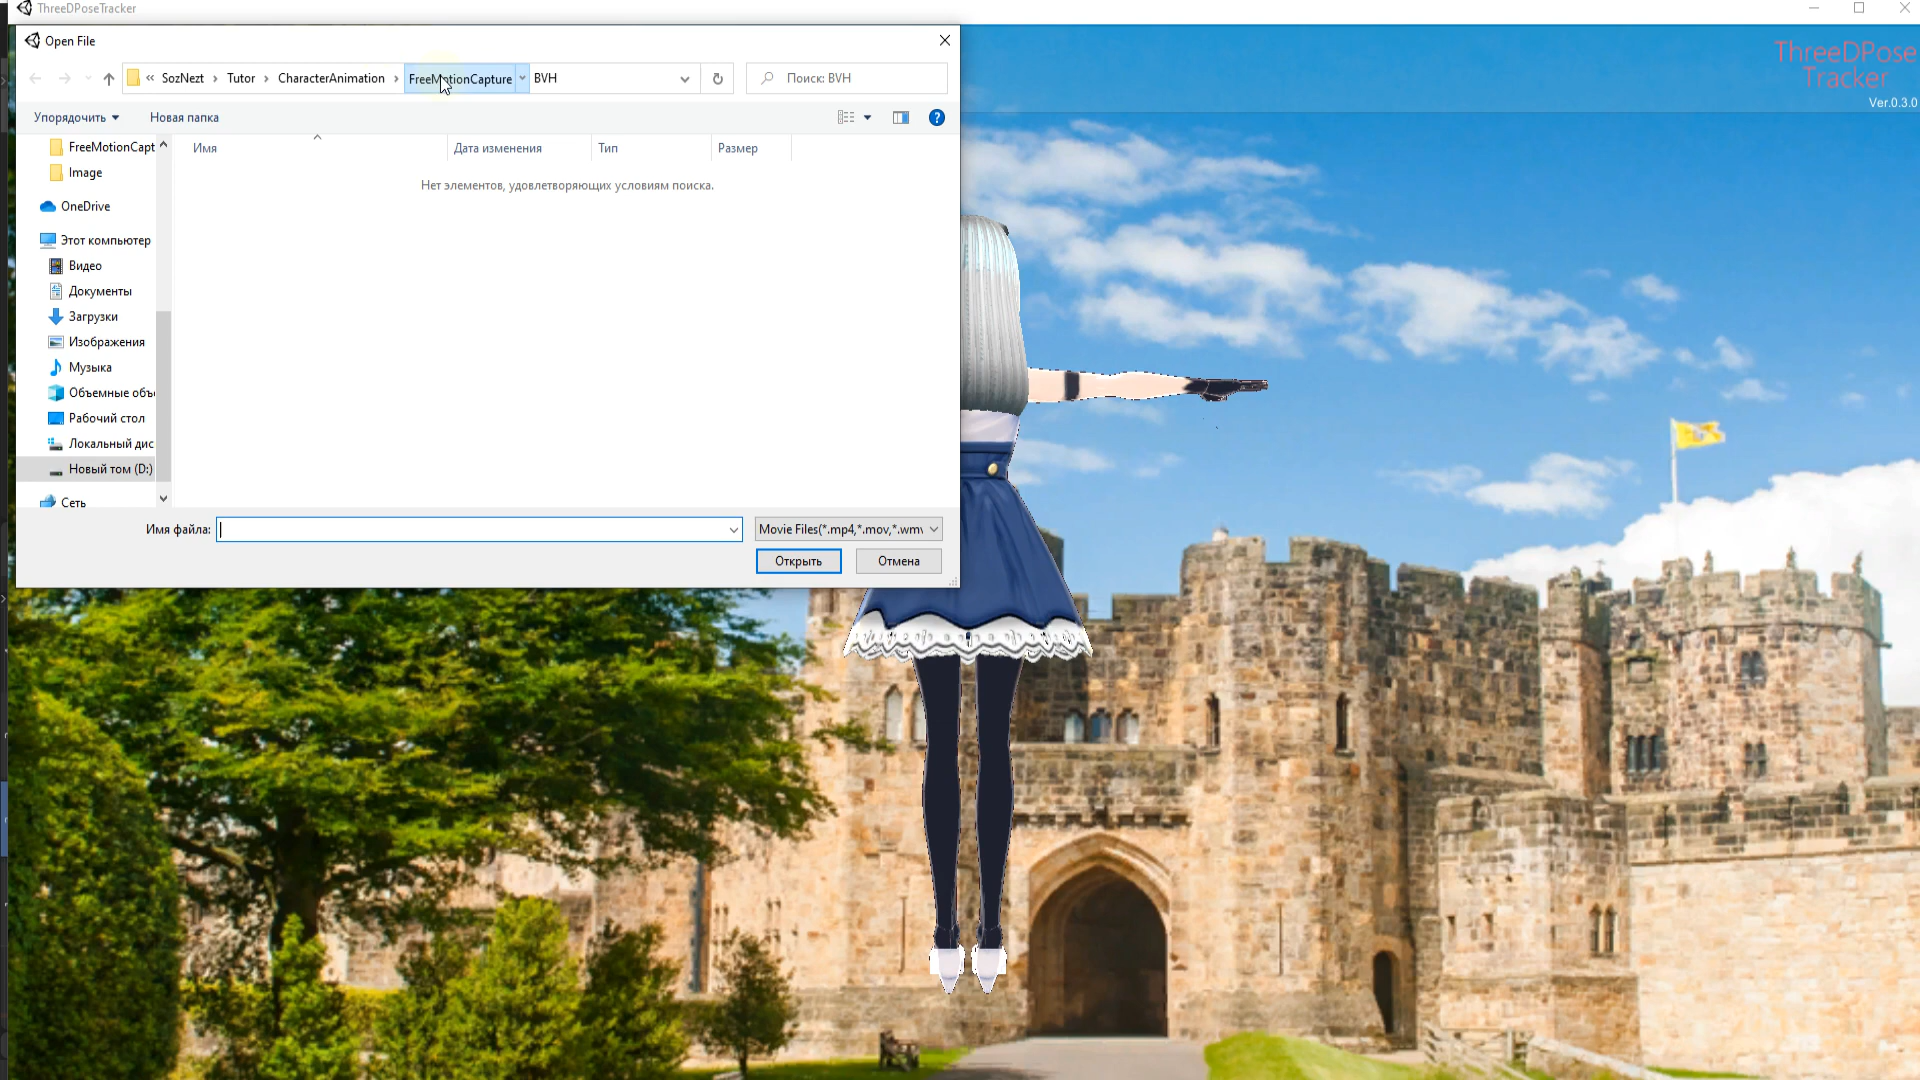 ThreeDPoseTracker
Open File
« SozNezt › Tutor › CharacterAnimation › FreeMotionCapture BVH
Поиск: BVH
Упорядочить
Новая папка
Имя
Дата изменения
Тип
Размер
Нет элементов, удовлетворяющих условиям поиска.
FreeMotionCapt
Image
OneDrive
Этот компьютер
Видео
Документы
Загрузки
Изображения
Музыка
Объемные объ
Рабочий стол
Локальный дис
Новый том (D:)
Сеть
Имя файла:
Movie Files(*.mp4,*.mov,*.wmv
Открыть
Отмена
ThreeDPose
Tracker
Ver.0.3.0